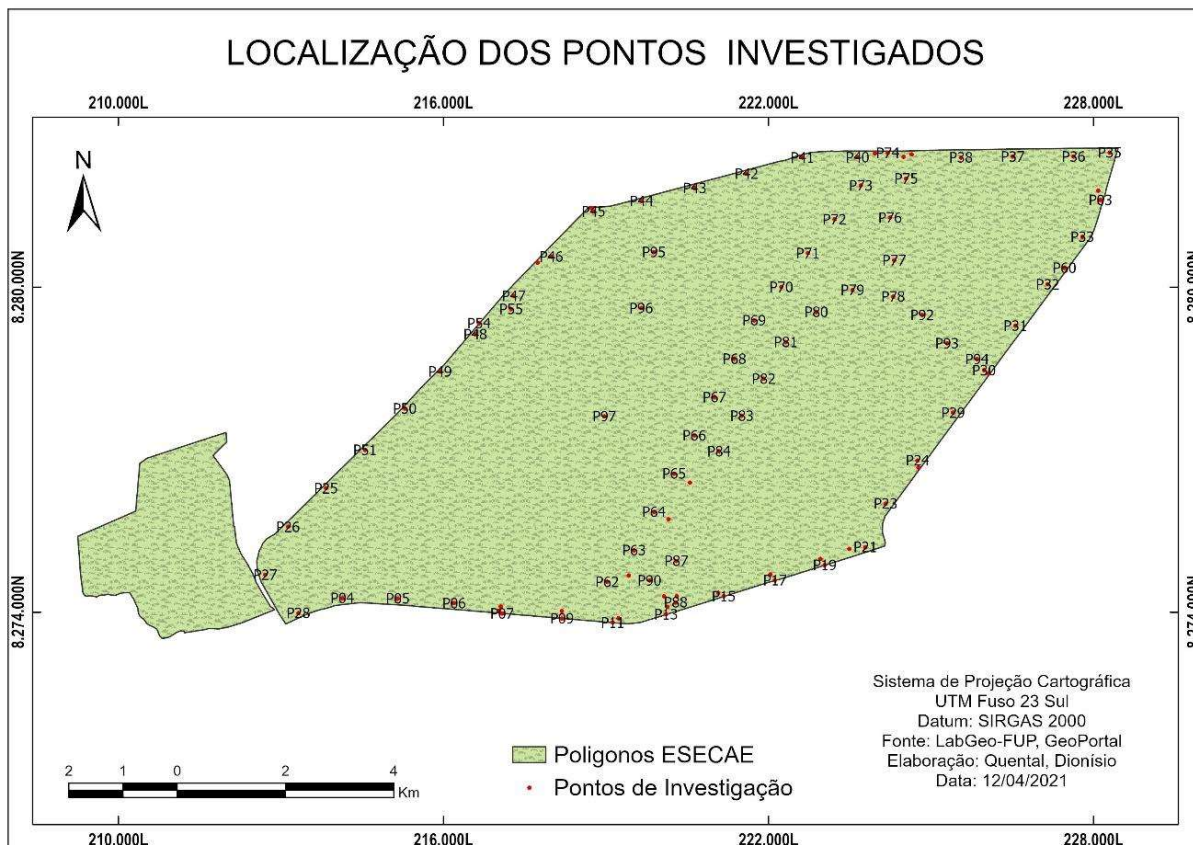 LOCALIZAÇÃO DOS PONTOS INVESTIGADOS
210.000L 216.000L 222.000L 228.000L
N
P41 P40 P74 P38 P37 P36 P35
P42 P75
P43 P73
P44 P03
P45 P72 P76
P33
P46 P95 P71 P77
P60
8.280.000N 8.280.000N
P47 P70 P79 P78 P32
P55 P96 P80 P92
P54 P69 P31
P48 P81 P93
P68 P94
P49 P82 P30
P67
P50 P97 P83 P29
P66
P51 P84 P24
P65
P25
P64 P23
P26
P63 P21
P87 P19
P27 P62 P90 P17
P04 P05 P06 P88 P15
8.274.000N 8.274.000N
P28 P07 P09 P11 P13
Sistema de Projeção Cartográfica
UTM Fuso 23 Sul
Datum: SIRGAS 2000
Fonte: LabGeo-FUP, GeoPortal
Elaboração: Quental, Dionísio
Data: 12/04/2021
Poligonos ESECAE
Pontos de Investigação
2 1 0 2 4
Km
210.000L 216.000L 222.000L 228.000L